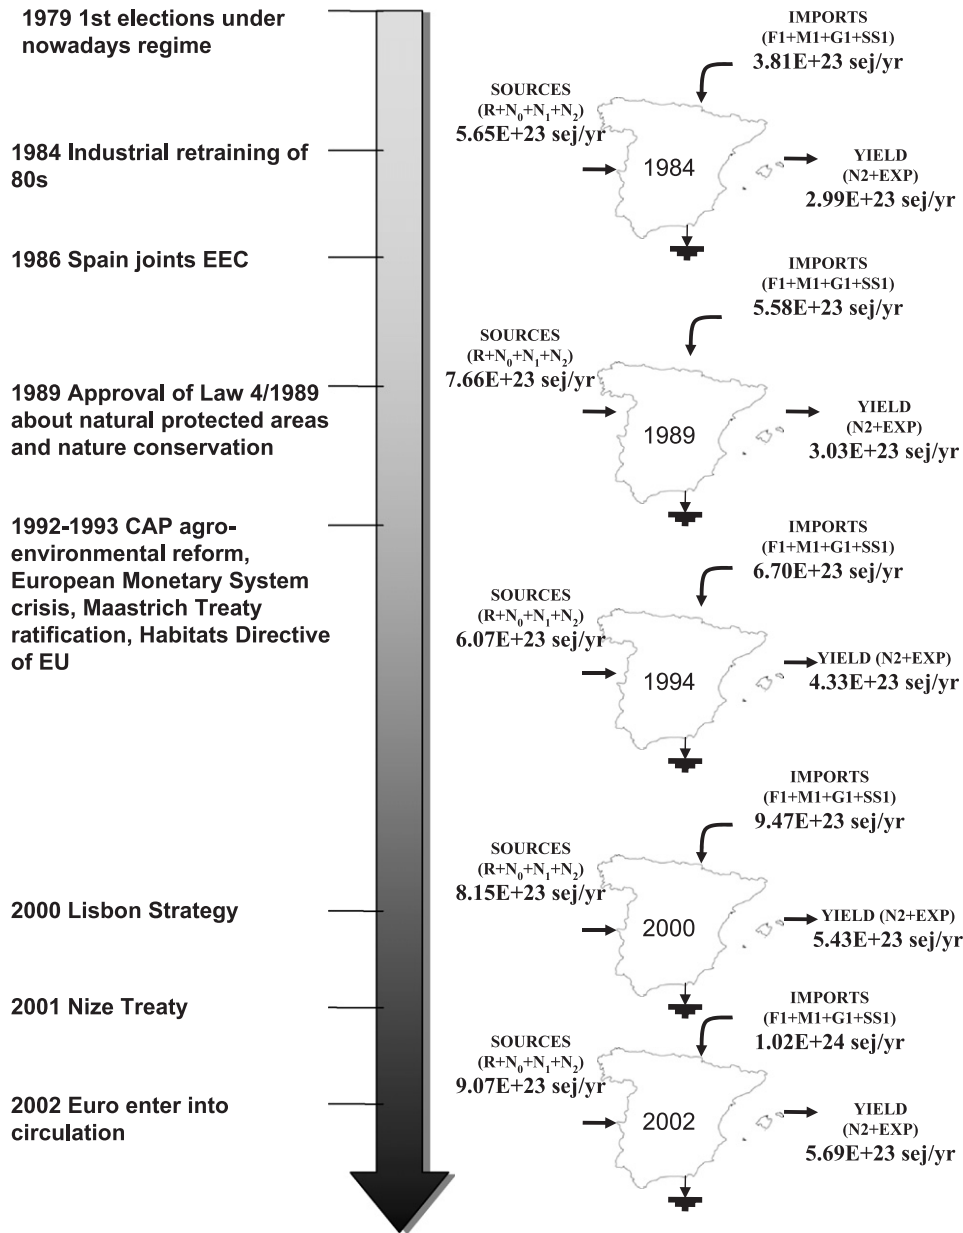 1979 1st elections under
nowadays regime
1984 Industrial retraining of
80s
1986 Spain joints EEC
1989 Approval of Law 4/1989
about natural protected areas
and nature conservation
1992-1993 CAP agro-
environmental reform,
European Monetary System
crisis, Maastrich Treaty
ratification, Habitats Directive
of EU
2000 Lisbon Strategy
2001 Nize Treaty
2002 Euro enter into
circulation
IMPORTS
(F1+M1+G1+SS1)
3.81E+23 sej/yr
SOURCES
(R+N₀+N₁+N₂)
5.65E+23 sej/yr
1984
YIELD
(N2+EXP)
2.99E+23 sej/yr
IMPORTS
(F1+M1+G1+SS1)
5.58E+23 sej/yr
SOURCES
(R+N₀+N₁+N₂)
7.66E+23 sej/yr
1989
YIELD
(N2+EXP)
3.03E+23 sej/yr
IMPORTS
(F1+M1+G1+SS1)
6.70E+23 sej/yr
SOURCES
(R+N₀+N₁+N₂)
6.07E+23 sej/yr
1994
YIELD (N2+EXP)
4.33E+23 sej/yr
IMPORTS
(F1+M1+G1+SS1)
9.47E+23 sej/yr
SOURCES
(R+N₀+N₁+N₂)
8.15E+23 sej/yr
2000
YIELD (N2+EXP)
5.43E+23 sej/yr
IMPORTS
(F1+M1+G1+SS1)
1.02E+24 sej/yr
SOURCES
(R+N₀+N₁+N₂)
9.07E+23 sej/yr
2002
YIELD
(N2+EXP)
5.69E+23 sej/yr